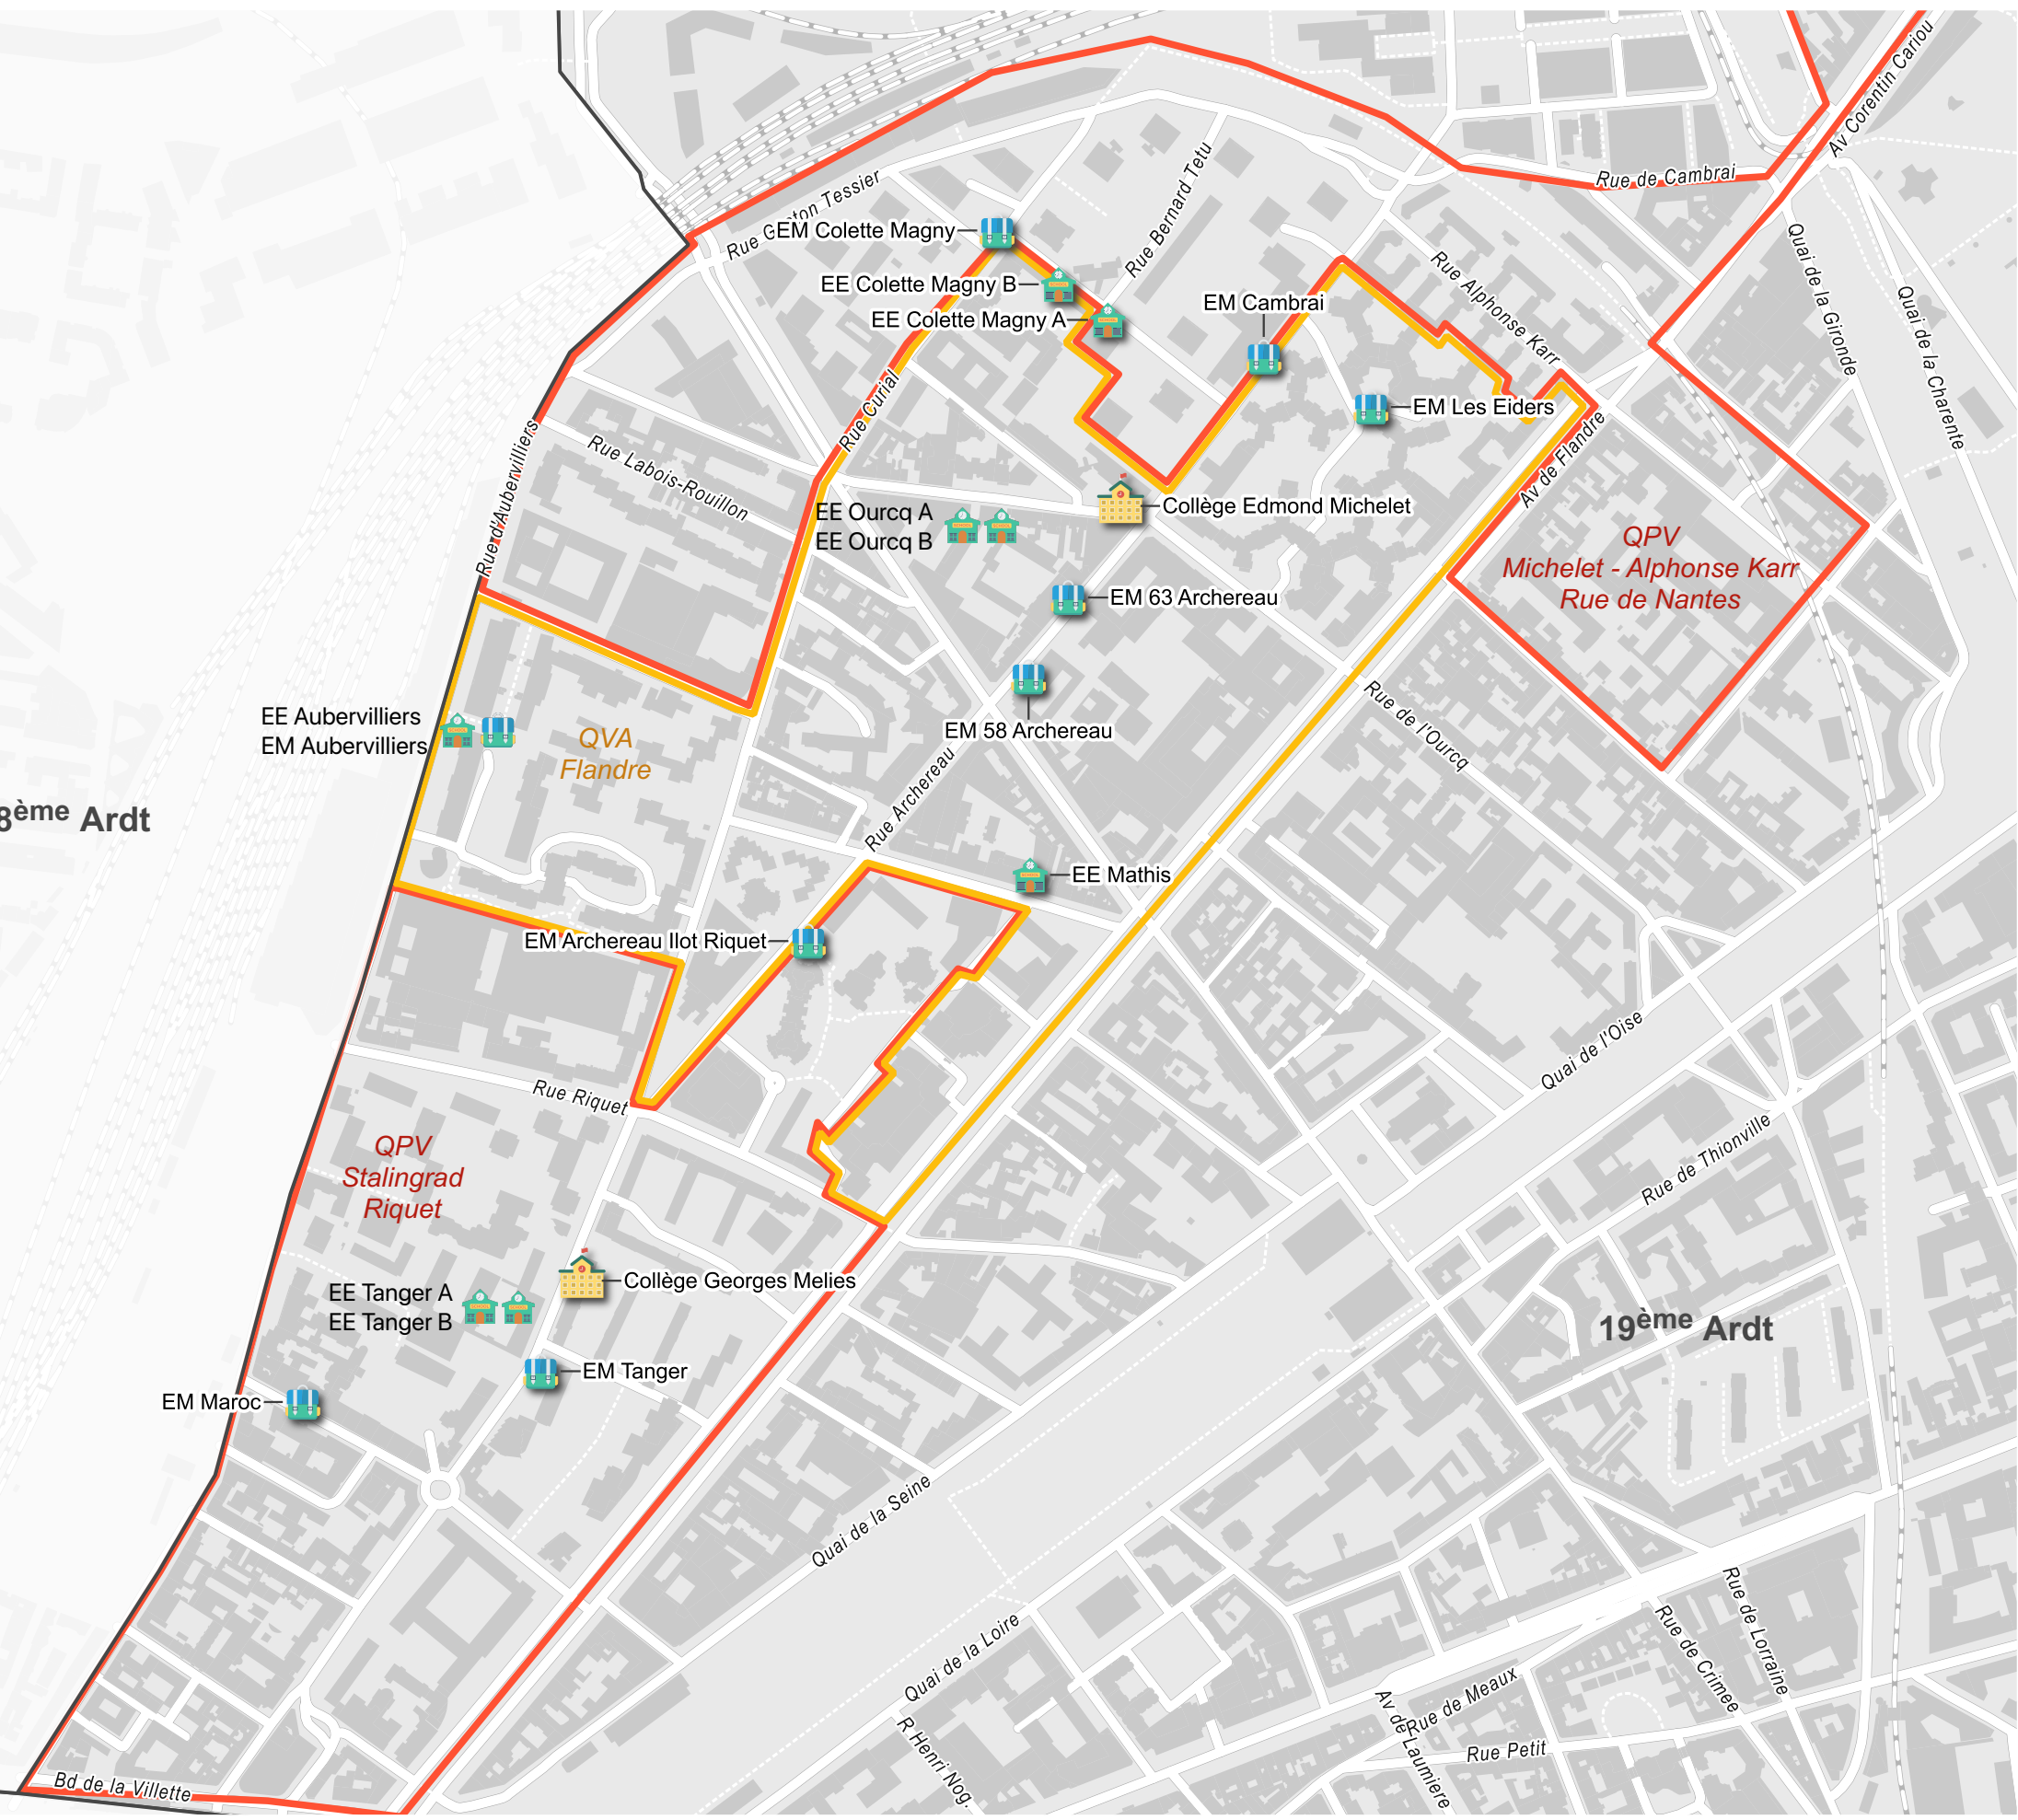 Av Corentin Cariou
Rue de Cambrai
Rue Bernard Tetu
Rue G
ton Tessier
EM Colette Magny
Quai de la Gironde
Rue Alphonse Karr
EE Colette Magny B
Quai de la Charente
EM Cambrai
EE Colette Magny A
Rue Curial
EM Les Eiders
Av de Flandre
Rue d'Aubervilliers
Rue Labois-Rouillon
Collège Edmond Michelet
EE Ourcq A
EE Ourcq B
QPV
Michelet - Alphonse Karr
Rue de Nantes
EM 63 Archereau
EE Aubervilliers
EM Aubervilliers
QVA
Flandre
EM 58 Archereau
Rue de l'Ourcq
Rue Archereau
8ème Ardt
EE Mathis
EM Archereau Ilot Riquet
Quai de l'Oise
Rue Riquet
QPV
Stalingrad
Riquet
Rue de Thionville
Collège Georges Melies
EE Tanger A
EE Tanger B
19ème Ardt
EM Tanger
EM Maroc
Quai de la Seine
Quai de la Loire
Rue de Lorraine
Rue de Crimee
Rue de Meaux
Av de Laumiere
R Henri Nog.
Rue Petit
Bd de la Villette